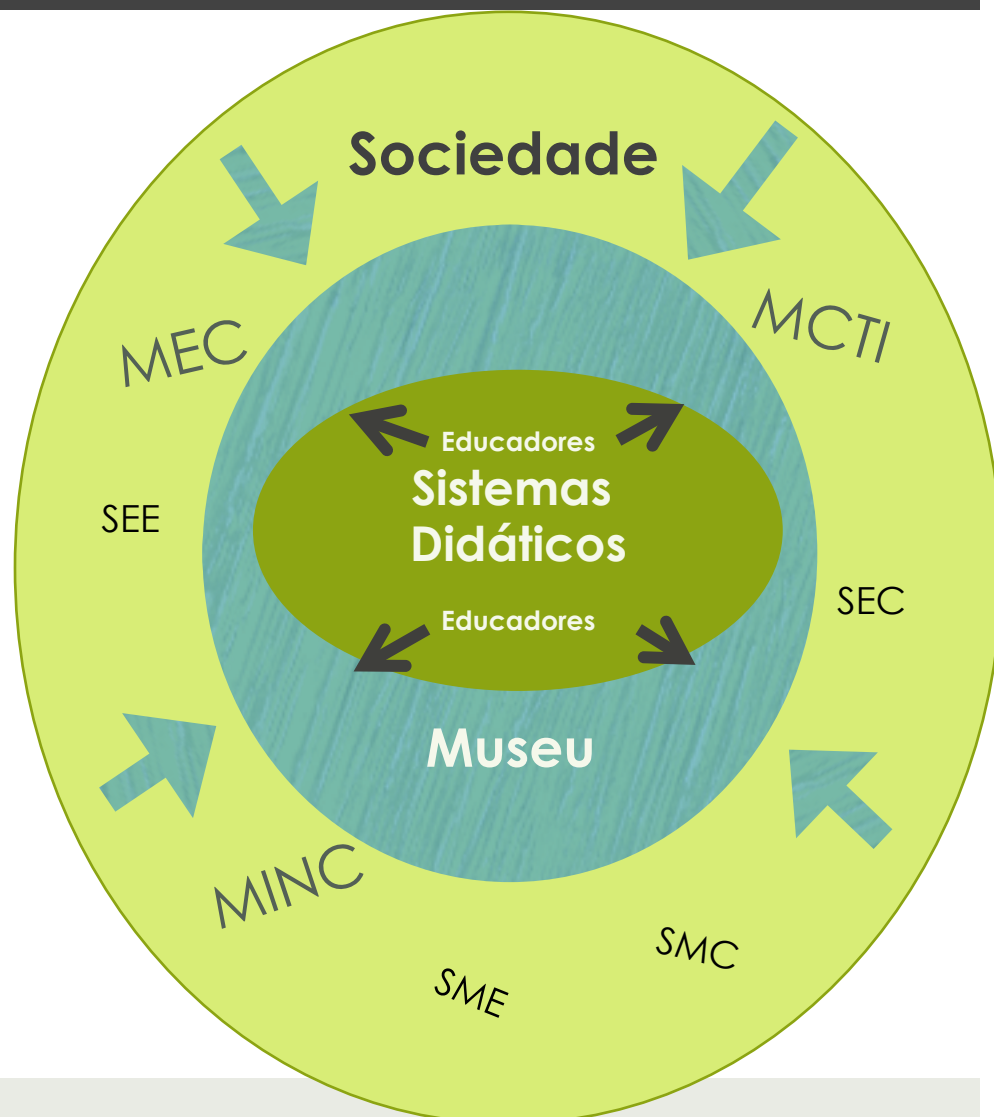 Sociedade
MEC
MCTI
Educadores
Sistemas
Didáticos
SEE
SEC
Educadores
Museu
MINC
SMC
SME